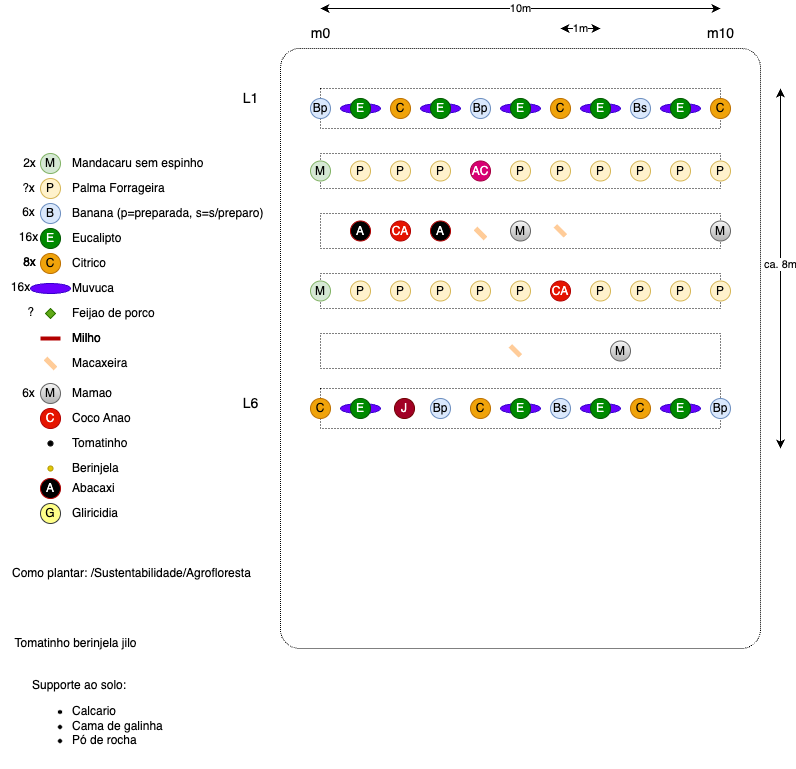 10m
1m
m0 m10
L1
Bp E C E Bp E C E Bs E C
M P P P AC P P P P P P
A CA A M M
M P P P P P CA P P P P
M
L6
C E J Bp C E Bs E C E Bp
ca. 8m
2x M Mandacaru sem espinho
?x P Palma Forrageira
6x B Banana (p=preparada, s=s/preparo)
16x E Eucalipto
8x C Citrico
16x Muvuca
? Feijao de porco
Milho
Macaxeira
6x M Mamao
C Coco Anao
Tomatinho
Berinjela
A Abacaxi
G Gliricidia
Como plantar: /Sustentabilidade/Agrofloresta
Tomatinho berinjela jilo
Supporte ao solo:
• Calcario
• Cama de galinha
• Pó de rocha